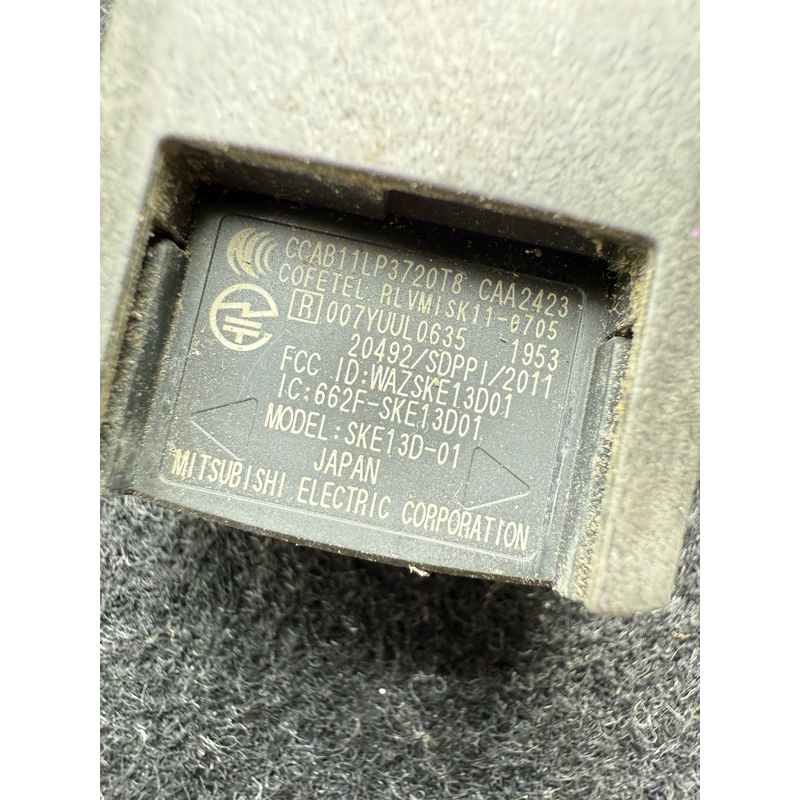 CCAB11LP3720T8 CAA2423
COFETEL RLVMISK11-0705
R 007YUUL0635 1953
20492/SDPPI/2011
FCC ID:WAZSKE13D01
IC:662F-SKE13D01
MODEL:SKE13D-01
JAPAN
MITSUBISHI ELECTRIC CORPORATION